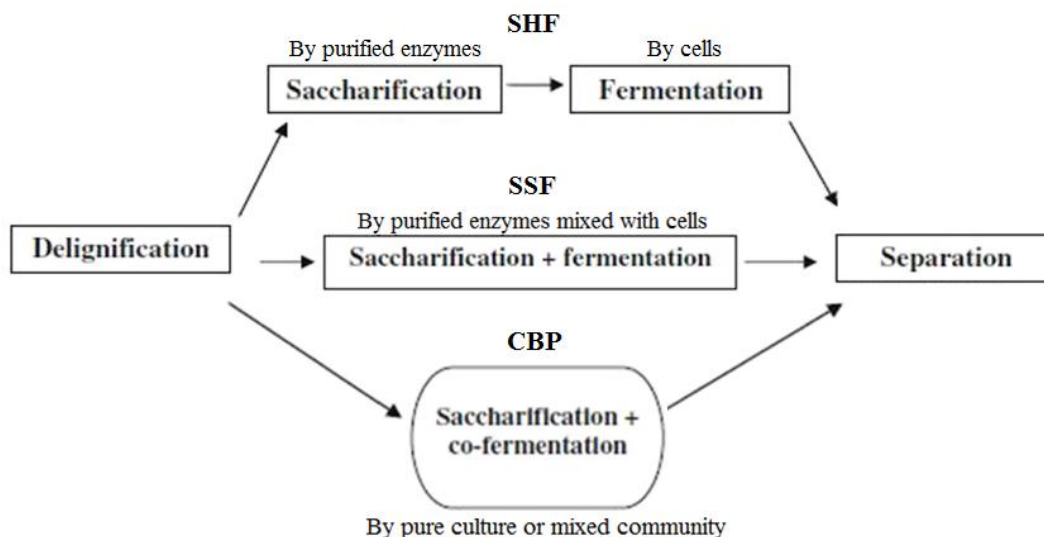 SHF
By purified enzymes
By cells
Saccharification
Fermentation
SSF
By purified enzymes mixed with cells
Delignification
Saccharification + fermentation
Separation
CBP
Saccharification +
co-fermentation
By pure culture or mixed community